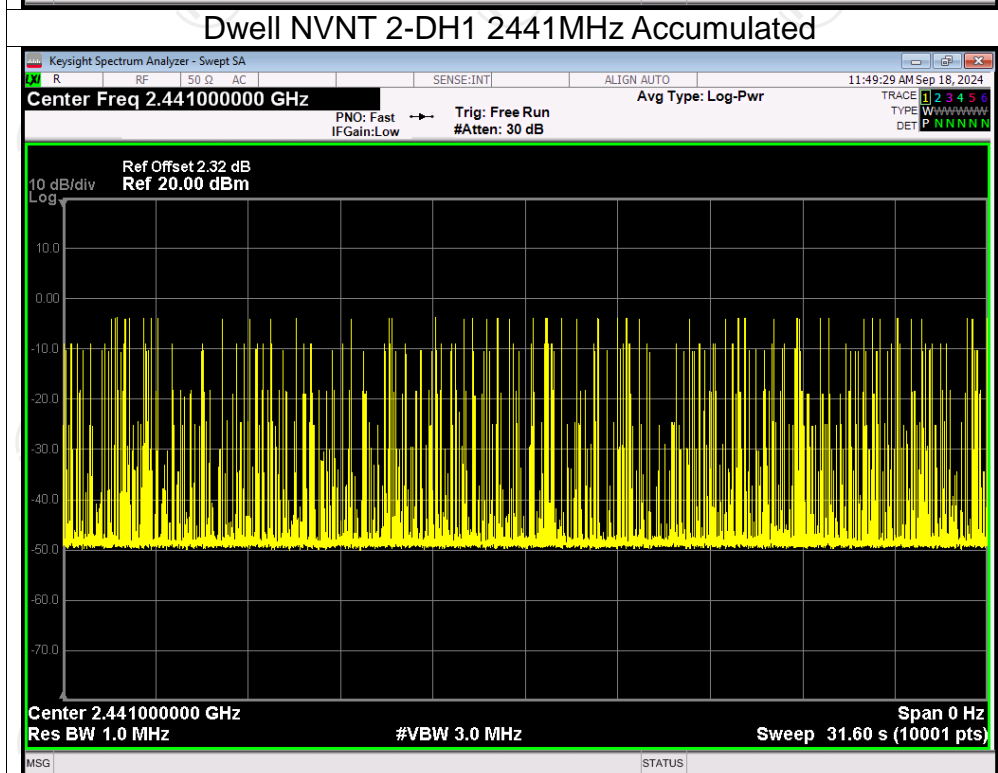 Dwell NVNT 2-DH1 2441MHz Accumulated
Keysight Spectrum Analyzer - Swept SA
LXI R RF 50 Ω AC SENSE:INT ALIGN AUTO 11:49:29 AM Sep 18, 2024
Center Freq 2.441000000 GHz Avg Type: Log-Pwr TRACE 1 2 3 4 5 6
PNO: Fast Trig: Free Run TYPE WWWWWW
IFGain:Low #Atten: 30 dB DET P N N N N N
Ref Offset 2.32 dB
10 dB/div Ref 20.00 dBm
Log
10.0
0.00
-10.0
-20.0
-30.0
-40.0
-50.0
-60.0
-70.0
Center 2.441000000 GHz Span 0 Hz
Res BW 1.0 MHz #VBW 3.0 MHz Sweep 31.60 s (10001 pts)
MSG STATUS